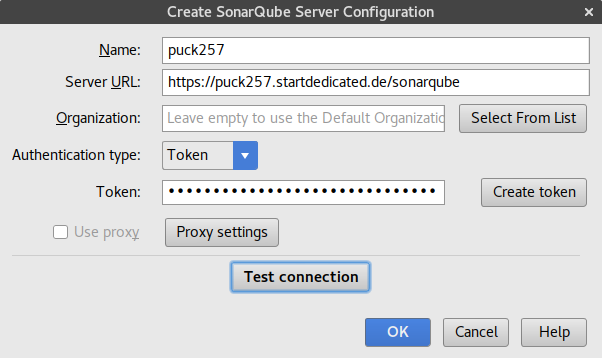 Create SonarQube Server Configuration
Name: puck257
Server URL: https://puck257.startdedicated.de/sonarqube
Organization: Leave empty to use the Default Organizatio Select From List
Authentication type: Token
Token: •••••••••••••••••••••••••••••• Create token
Use proxy Proxy settings
Test connection
OK Cancel Help